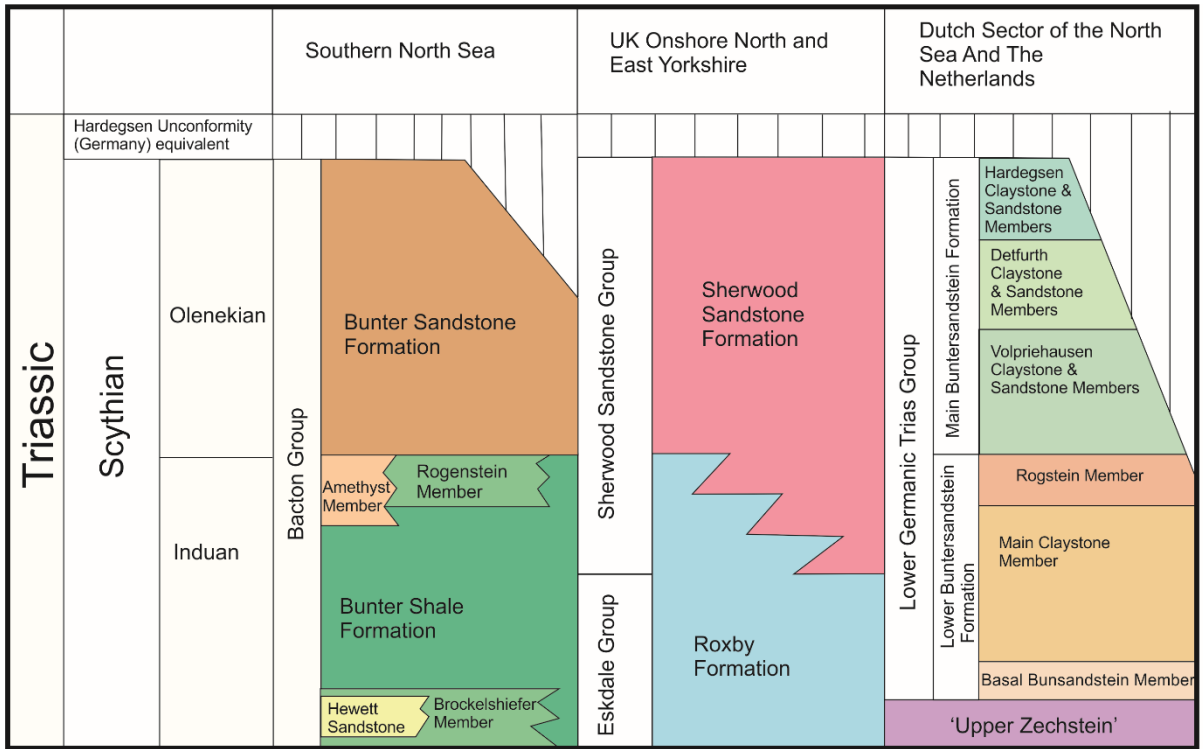 Southern North Sea
UK Onshore North and
East Yorkshire
Dutch Sector of the North
Sea And The
Netherlands
Hardegsen Unconformity
(Germany) equivalent
Triassic
Scythian
Olenekian
Induan
Bacton Group
Bunter Sandstone
Formation
Amethyst
Member
Rogenstein
Member
Bunter Shale
Formation
Hewett
Sandstone
Brockelshiefer
Member
Sherwood Sandstone Group
Eskdale Group
Sherwood
Sandstone
Formation
Roxby
Formation
Lower Germanic Trias Group
Main Buntersandstein Formation
Lower Buntersandstein
Formation
Hardegsen
Claystone &
Sandstone
Members
Detfurth
Claystone
& Sandstone
Members
Volpriehausen
Claystone &
Sandstone Members
Rogstein Member
Main Claystone
Member
Basal Bunsandstein Member
'Upper Zechstein'